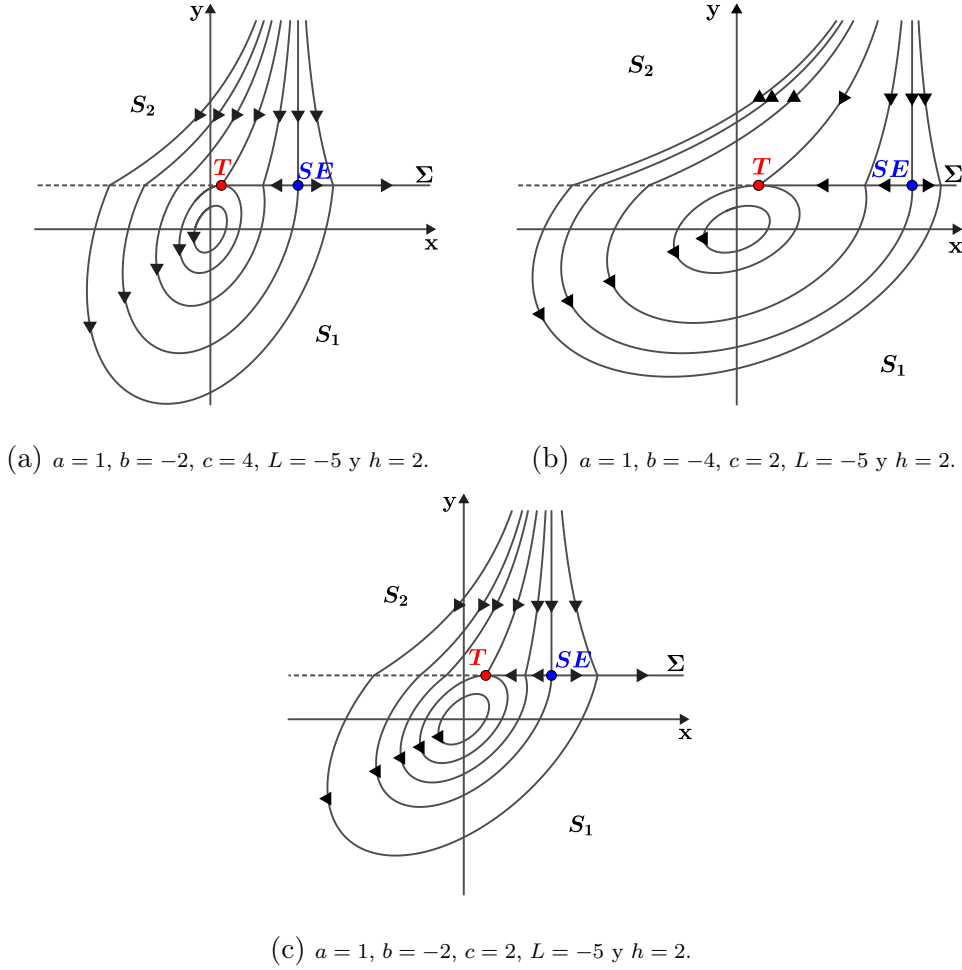 y
S₂
T
SE
Σ
x
S₁
(a) a = 1, b = −2, c = 4, L = −5 y h = 2.
y
S₂
T
SE
Σ
x
S₁
(b) a = 1, b = −4, c = 2, L = −5 y h = 2.
y
S₂
T
SE
Σ
x
S₁
(c) a = 1, b = −2, c = 2, L = −5 y h = 2.